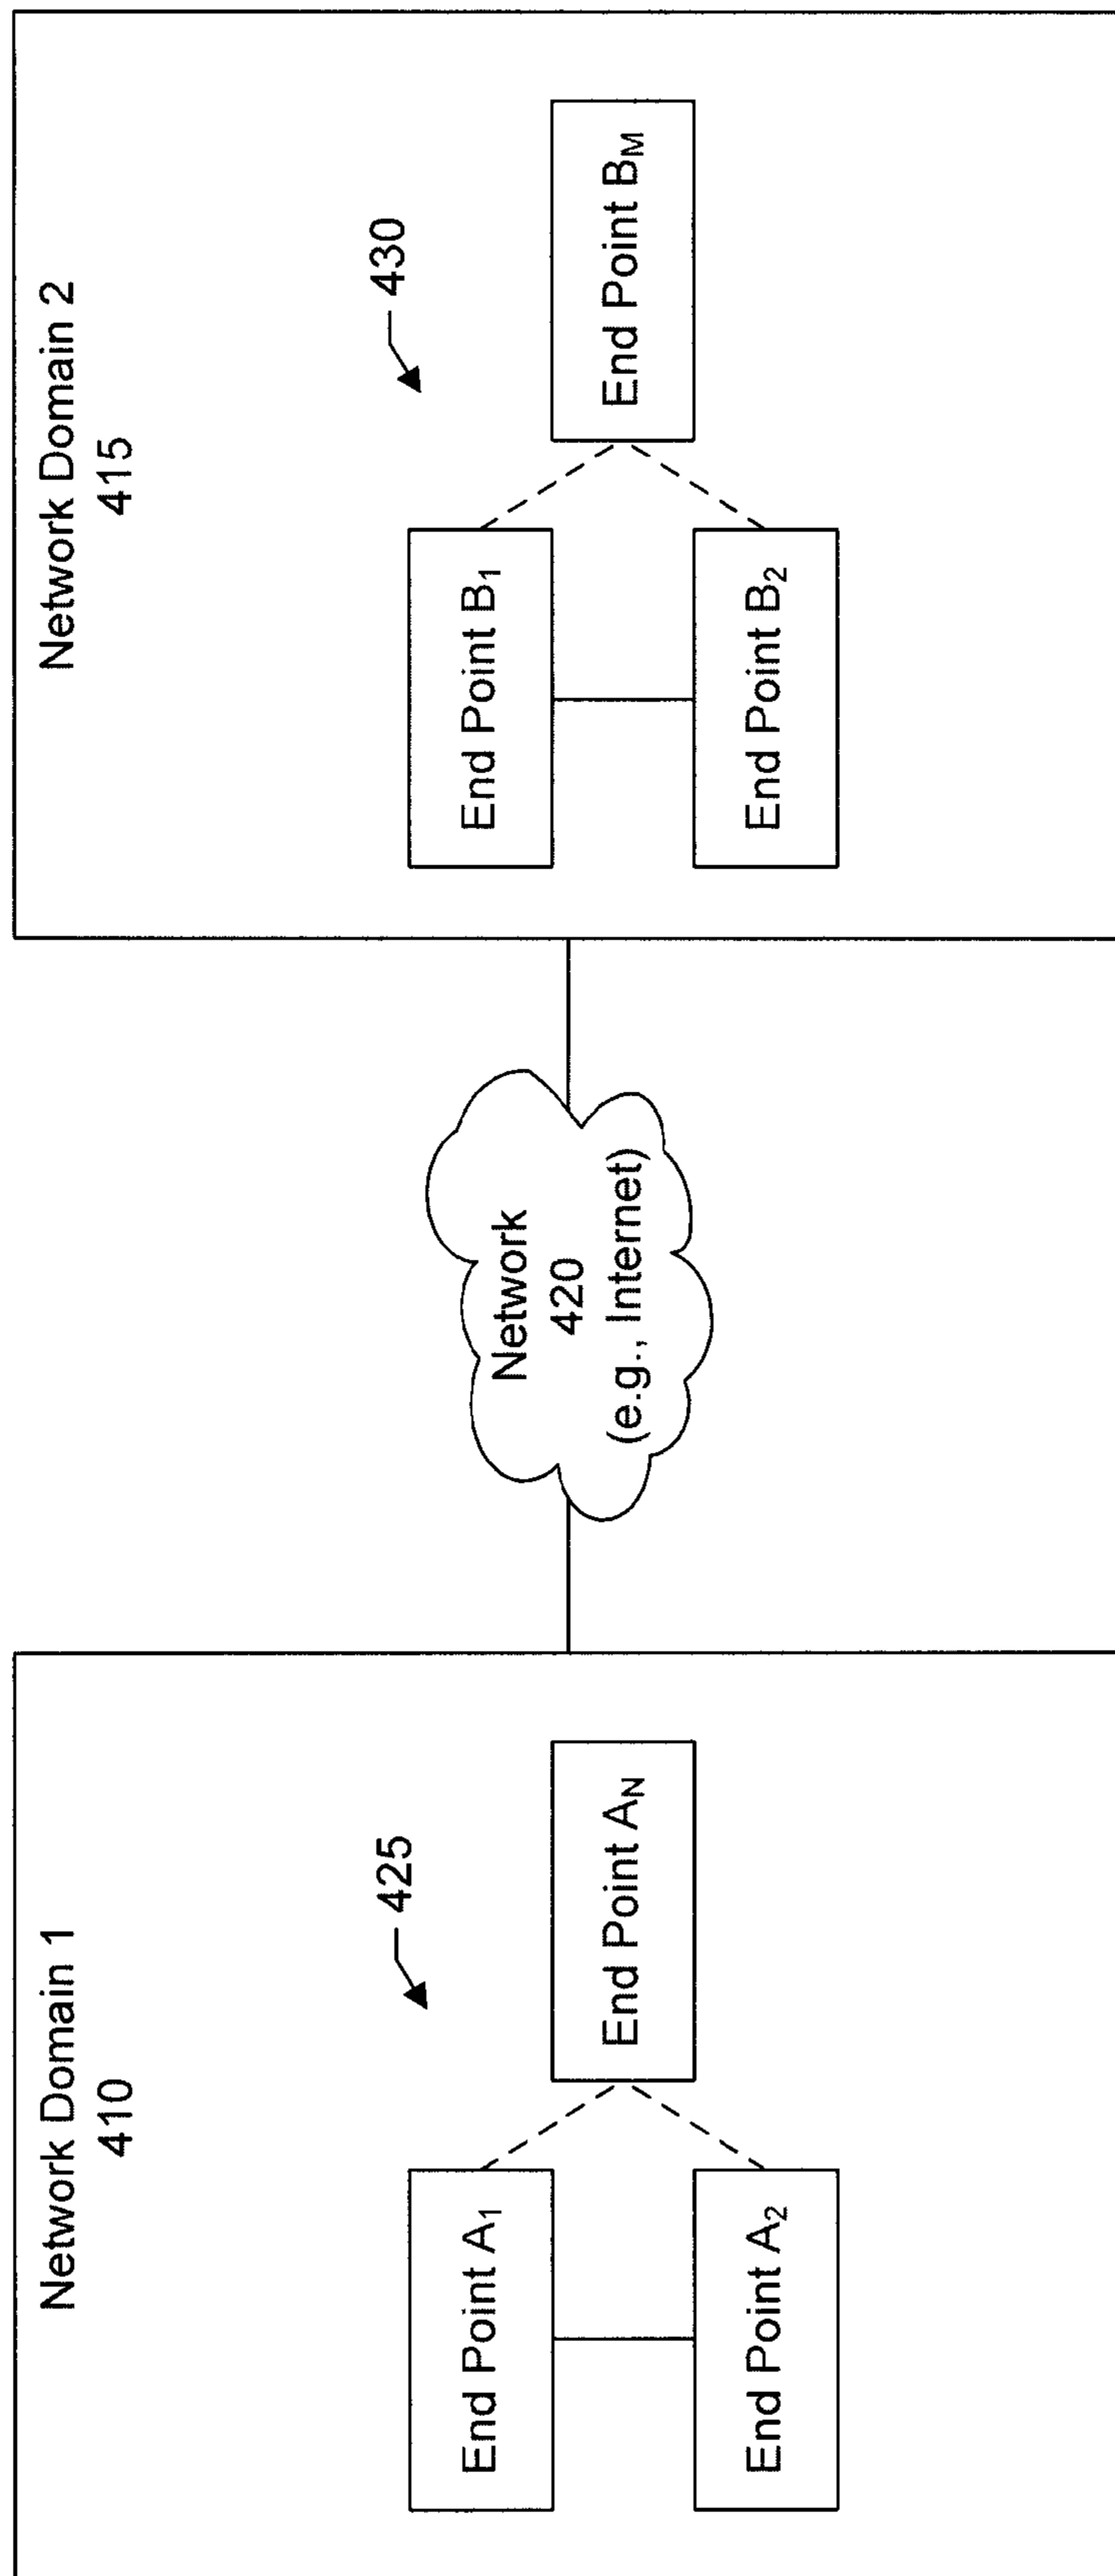 Network Domain 1
410
425
End Point A₁
End Point A₂
End Point Aₙ
Network
420
(e.g., Internet)
Network Domain 2
415
430
End Point B₁
End Point B₂
End Point Bₘ